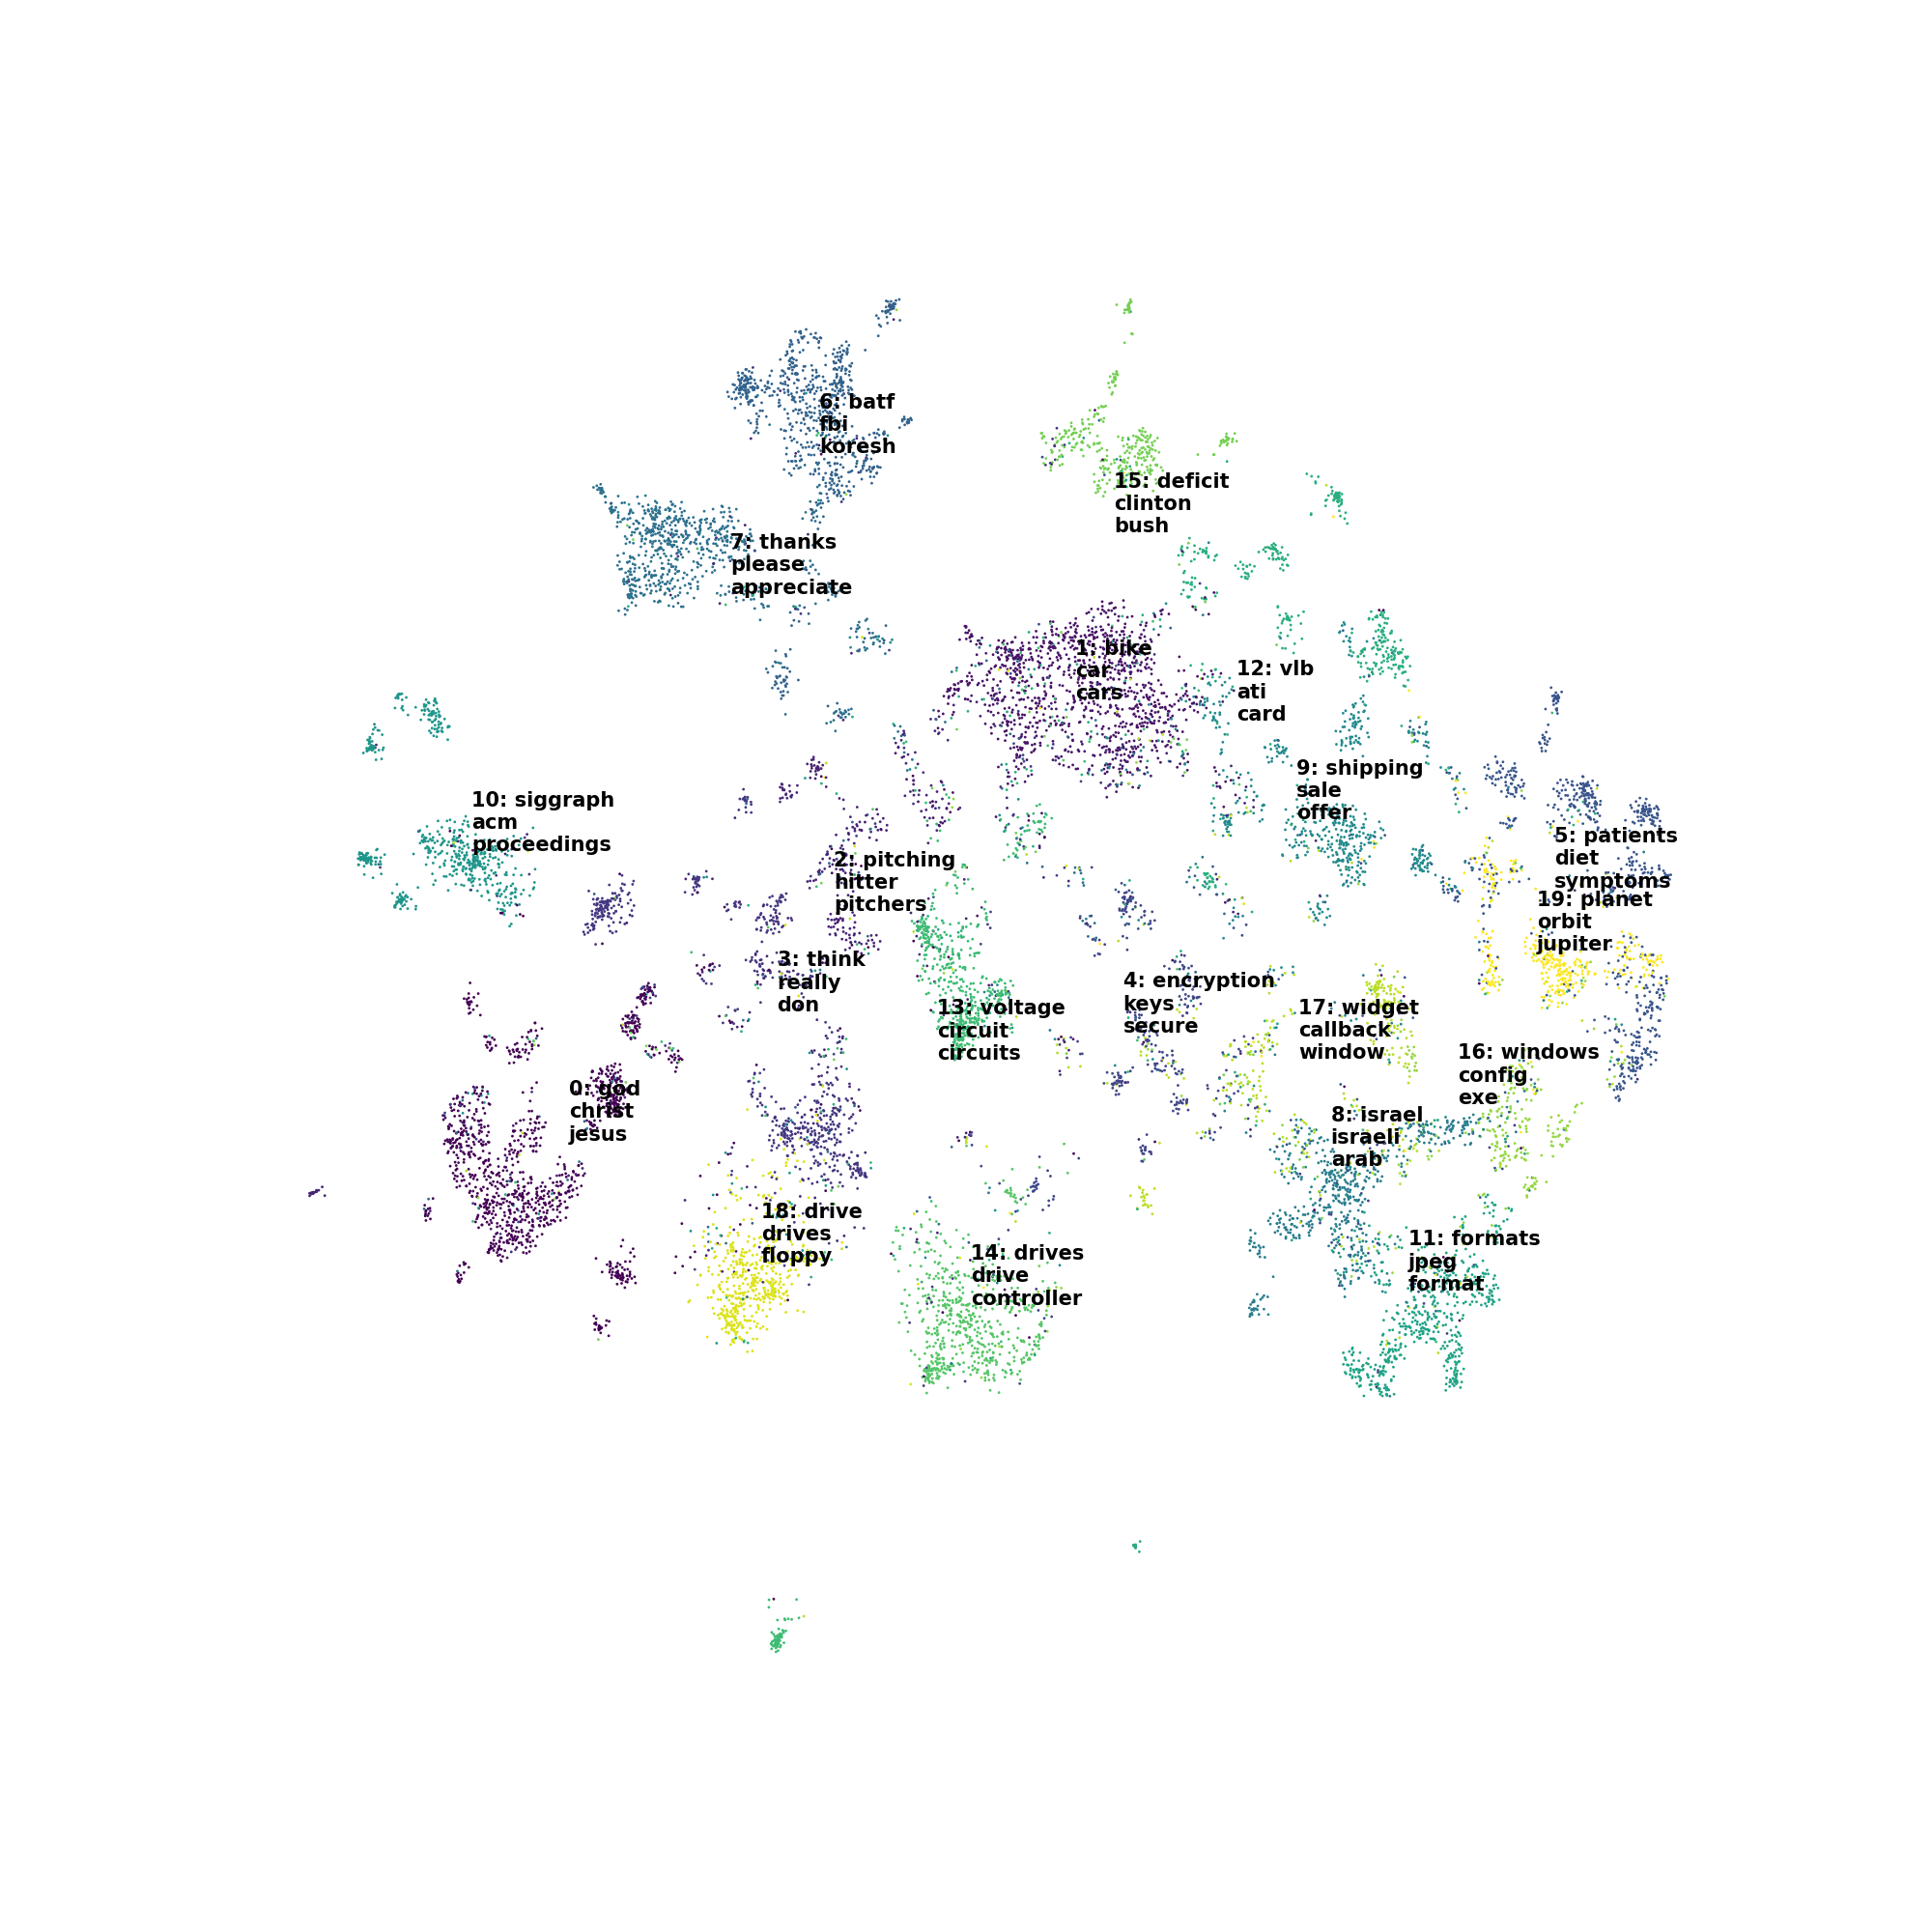 6: batf
fbi
koresh
15: deficit
clinton
bush
7: thanks
please
appreciate
1: bike
car
cars
12: vlb
ati
card
9: shipping
sale
offer
10: siggraph
acm
proceedings
5: patients
diet
symptoms
2: pitching
hitter
pitchers
19: planet
orbit
jupiter
3: think
really
don
4: encryption
keys
secure
13: voltage
circuit
circuits
17: widget
callback
window
16: windows
config
exe
0: god
christ
jesus
8: israel
israeli
arab
18: drive
drives
floppy
11: formats
jpeg
format
14: drives
drive
controller